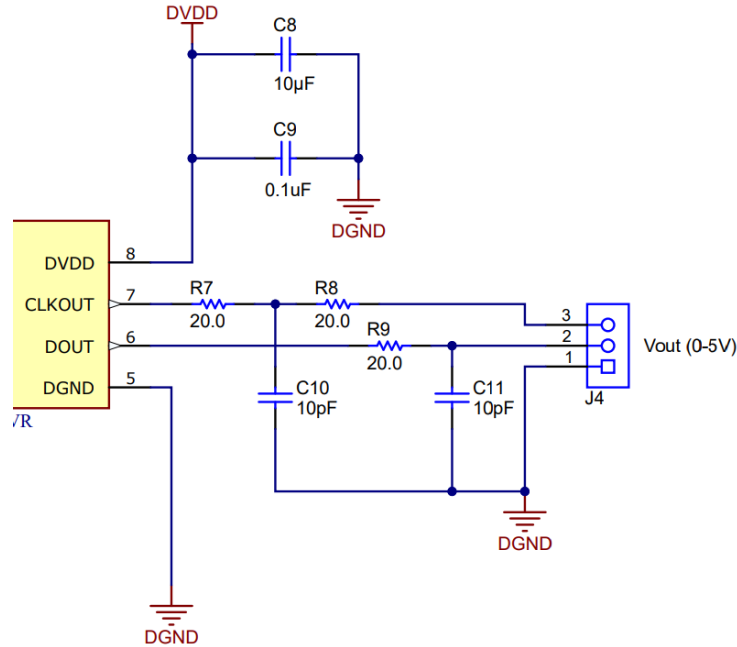 DVDD
C8
10µF
C9
0.1uF
DGND
DVDD
8
CLKOUT
7
R7
20.0
R8
20.0
3
DOUT
6
R9
20.0
2
Vout (0-5V)
1
DGND
5
C10
10pF
C11
10pF
J4
VR
DGND
DGND